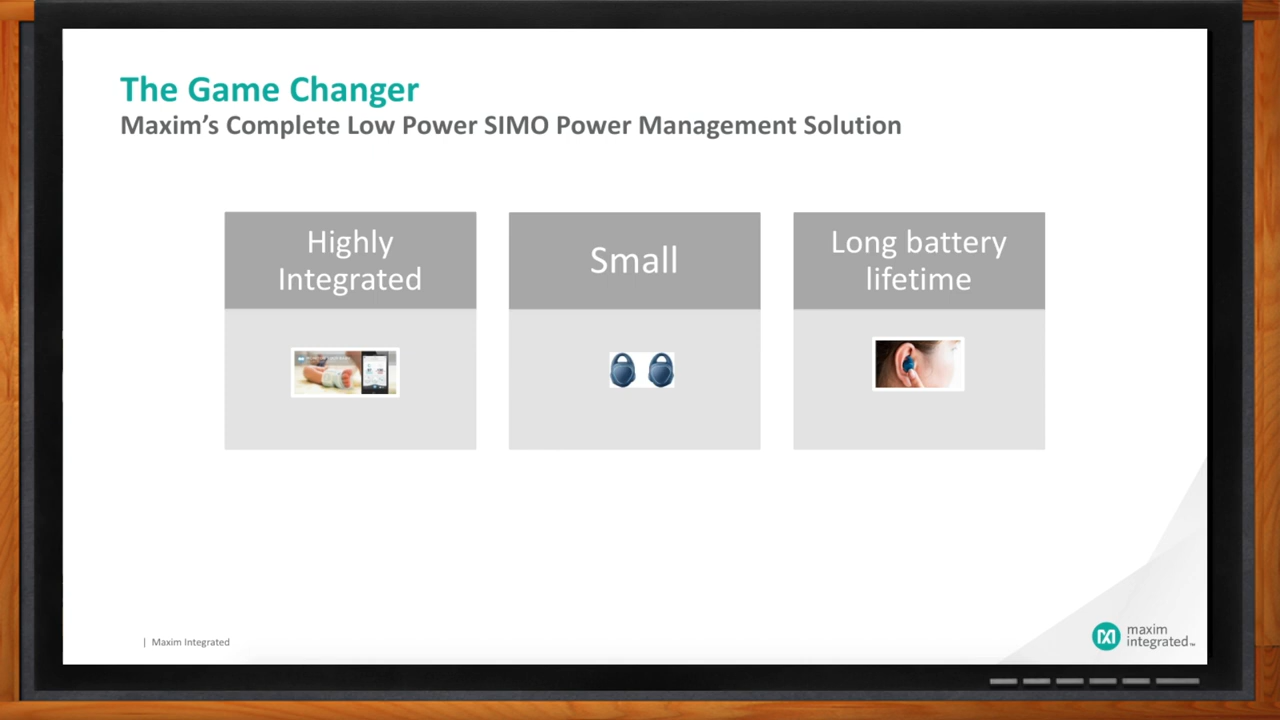 The Game Changer
Maxim's Complete Low Power SIMO Power Management Solution
Highly
Integrated
Small
Long battery
lifetime
| Maxim Integrated
maxim
integrated™